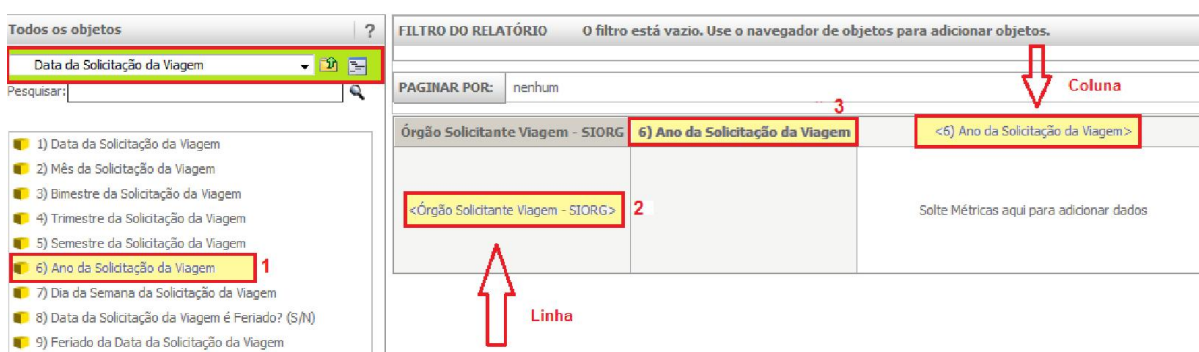 Todos os objetos
?
Data da Solicitação da Viagem
Pesquisar:
1) Data da Solicitação da Viagem
2) Mês da Solicitação da Viagem
3) Bimestre da Solicitação da Viagem
4) Trimestre da Solicitação da Viagem
5) Semestre da Solicitação da Viagem
6) Ano da Solicitação da Viagem
1
7) Dia da Semana da Solicitação da Viagem
8) Data da Solicitação da Viagem é Feriado? (S/N)
9) Feriado da Data da Solicitação da Viagem
FILTRO DO RELATÓRIO O filtro está vazio. Use o navegador de objetos para adicionar objetos.
Coluna
PAGINAR POR: nenhum
3
Órgão Solicitante Viagem - SIORG 6) Ano da Solicitação da Viagem <6) Ano da Solicitação da Viagem>
<Órgão Solicitante Viagem - SIORG> 2 Solte Métricas aqui para adicionar dados
Linha